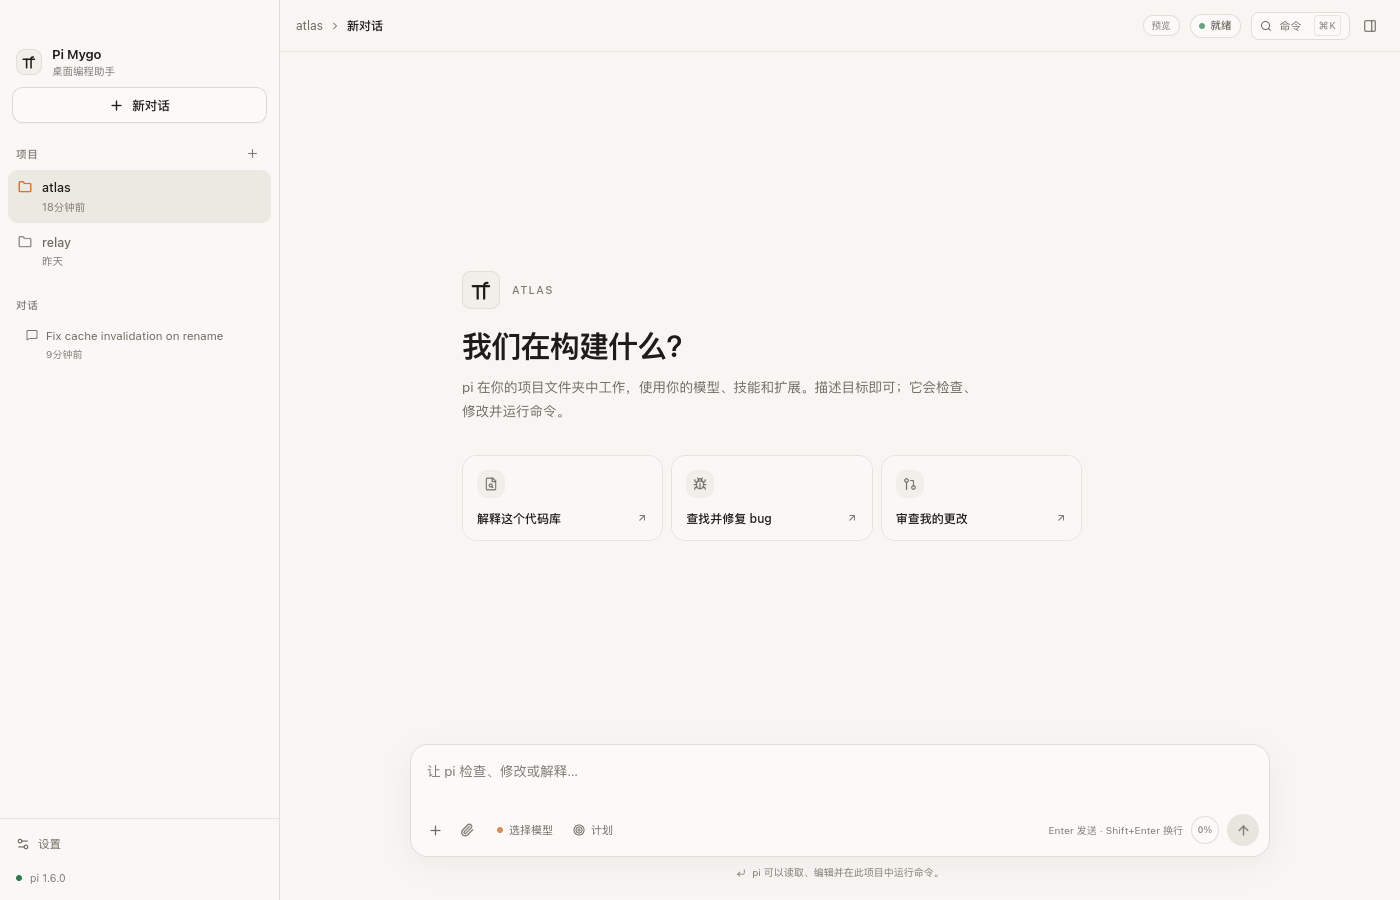 Pi Mygo
桌面编程助手
新对话
项目
atlas
18分钟前
relay
昨天
对话
Fix cache invalidation on rename
9分钟前
设置
pi 1.6.0
atlas
新对话
预览
就绪
命令
⌘K
ATLAS
我们在构建什么?
pi 在你的项目文件夹中工作，使用你的模型、技能和扩展。描述目标即可；它会检查、
修改并运行命令。
解释这个代码库
查找并修复 bug
审查我的更改
让 pi 检查、修改或解释...
选择模型
计划
Enter 发送 · Shift+Enter 换行
0%
pi 可以读取、编辑并在此项目中运行命令。